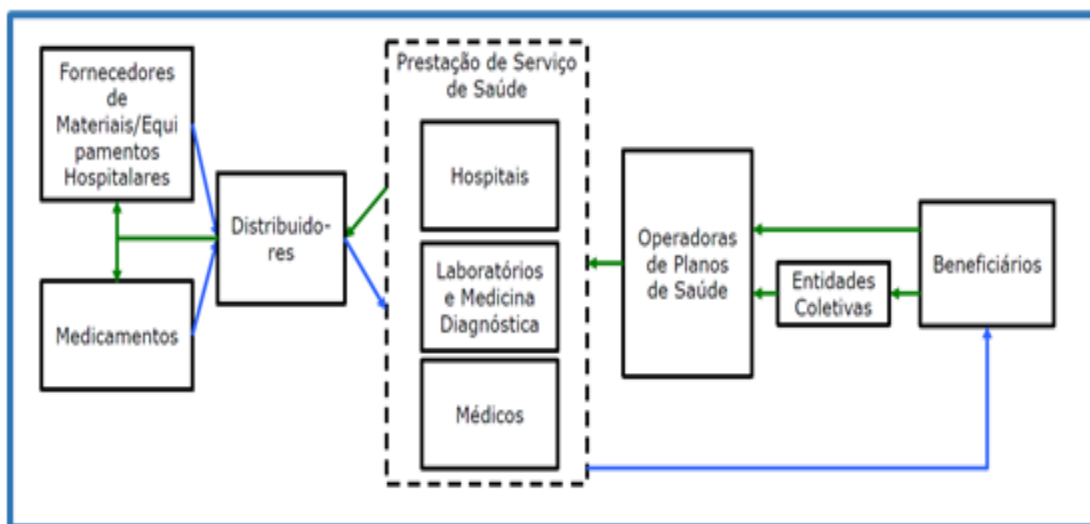 Fornecedores
de
Materiais/Equi
pamentos
Hospitalares
Medicamentos
Distribuido-
res
Prestação de Serviço
de Saúde
Hospitais
Laboratórios
e Medicina
Diagnóstica
Médicos
Operadoras
de Planos
de Saúde
Entidades
Coletivas
Beneficiários